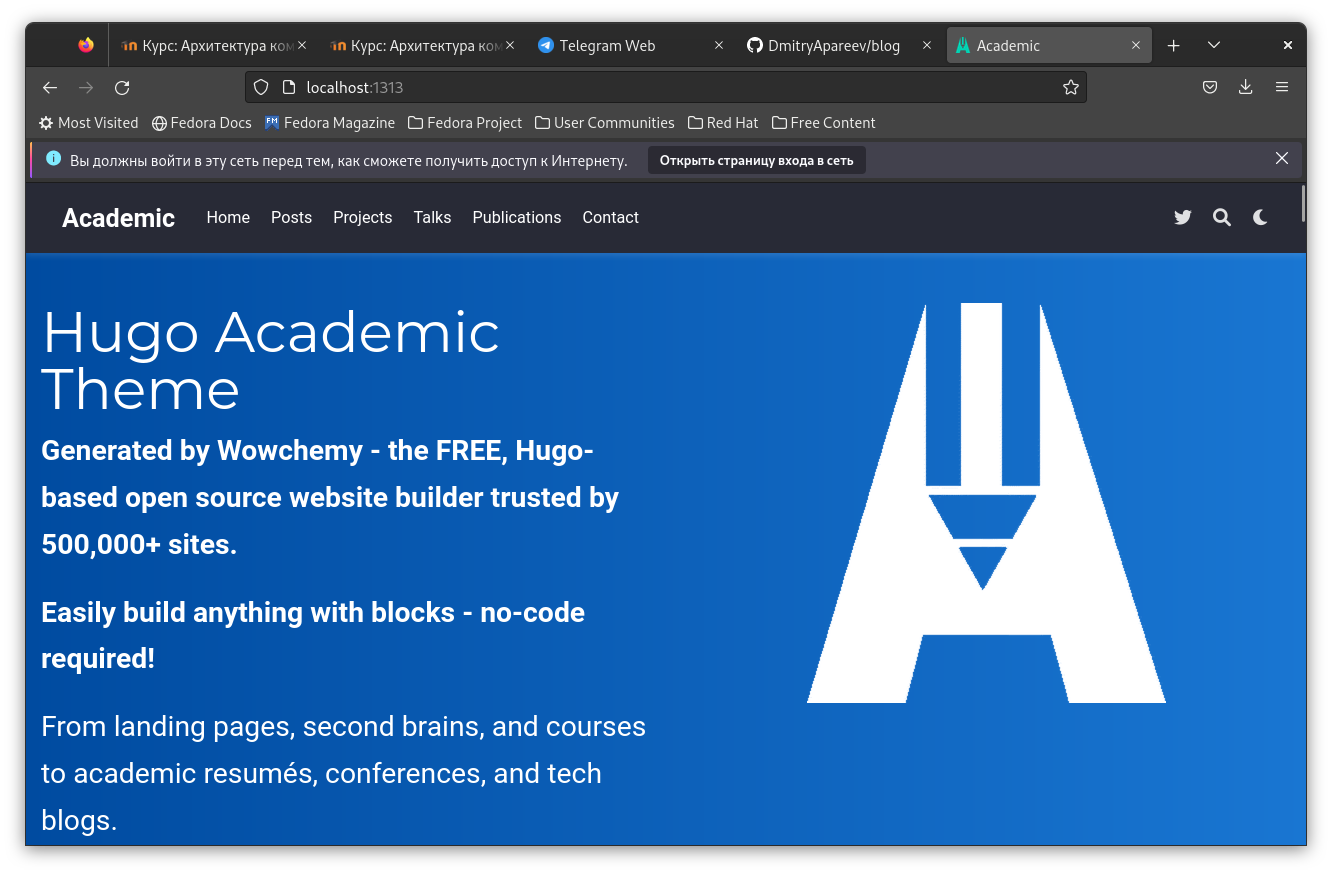 Курс: Архитектура ком
Курс: Архитектура ком
Telegram Web
DmitryApareev/blog
Academic
localhost:1313
Most Visited
Fedora Docs
FM
Fedora Magazine
Fedora Project
User Communities
Red Hat
Free Content
Вы должны войти в эту сеть перед тем, как сможете получить доступ к Интернету.
Открыть страницу входа в сеть
Academic
Home
Posts
Projects
Talks
Publications
Contact
Hugo Academic
Theme
Generated by Wowchemy - the FREE, Hugo-
based open source website builder trusted by
500,000+ sites.
Easily build anything with blocks - no-code
required!
From landing pages, second brains, and courses
to academic resumés, conferences, and tech
blogs.